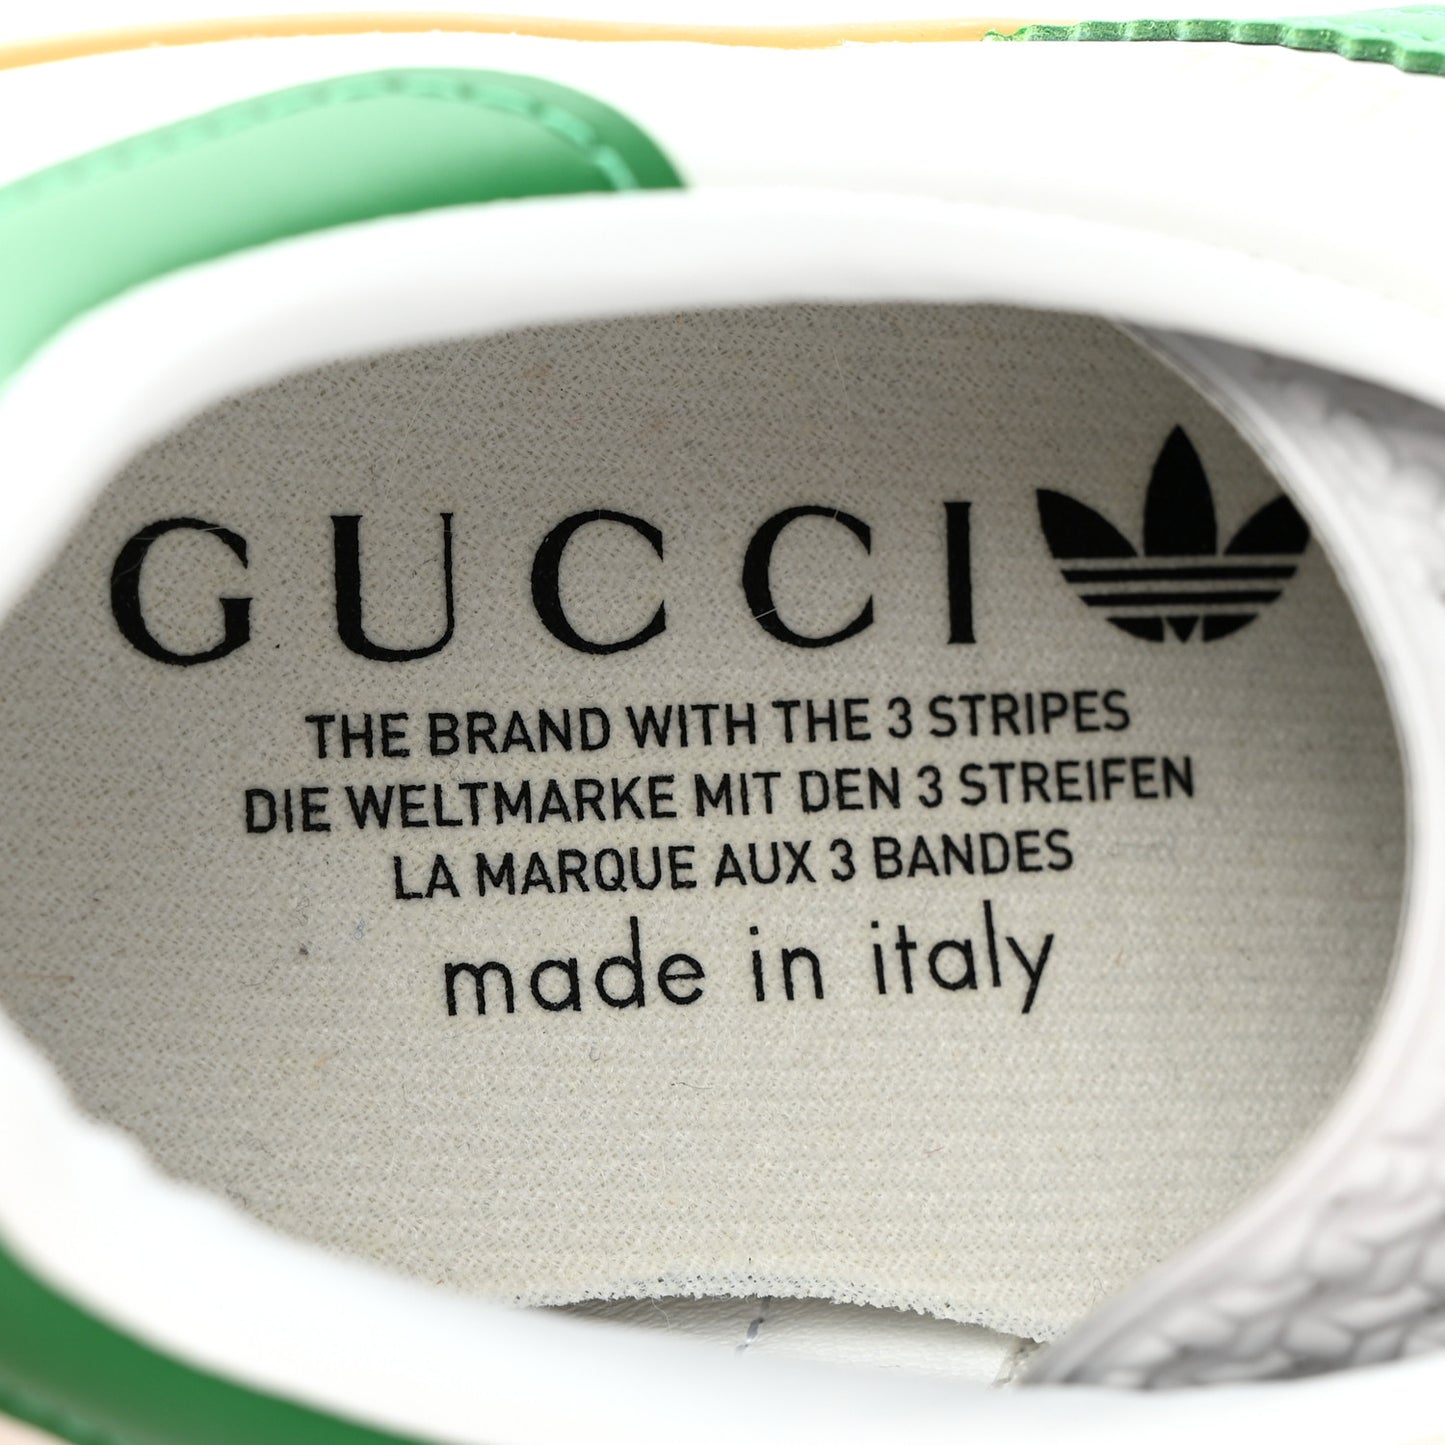 GUCCI
THE BRAND WITH THE 3 STRIPES
DIE WELTMARKE MIT DEN 3 STREIFEN
LA MARQUE AUX 3 BANDES
made in italy